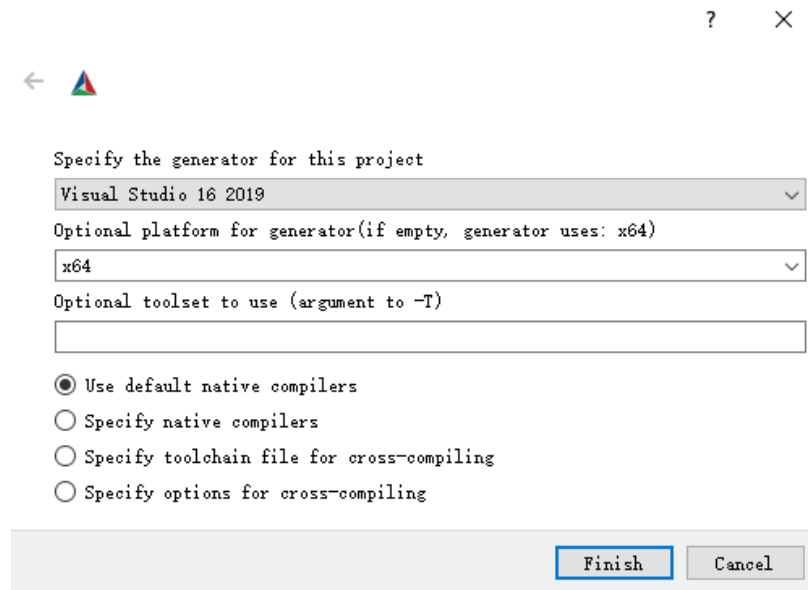 ?
Specify the generator for this project
Visual Studio 16 2019
Optional platform for generator(if empty, generator uses: x64)
x64
Optional toolset to use (argument to -T)
Use default native compilers
Specify native compilers
Specify toolchain file for cross-compiling
Specify options for cross-compiling
Finish Cancel